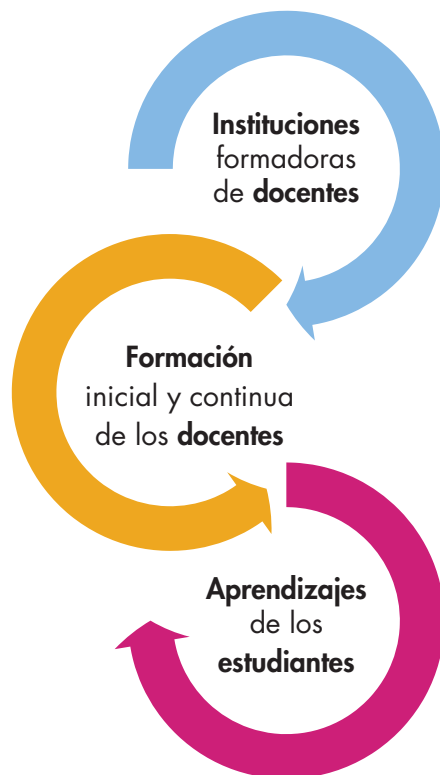 Instituciones
formadoras
de docentes
Formación
inicial y continua
de los docentes
Aprendizajes
de los
estudiantes